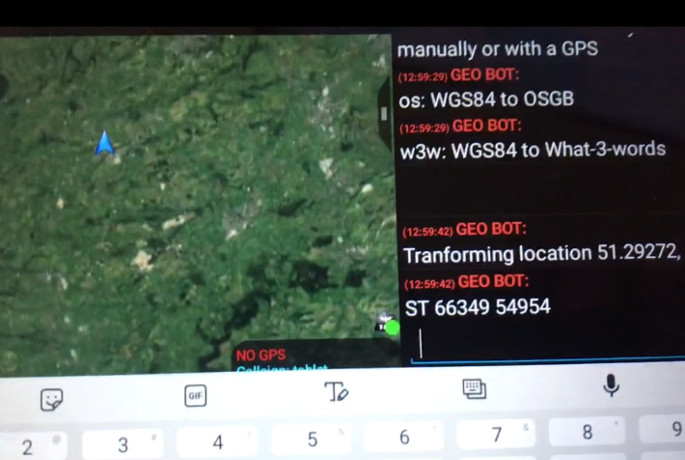 manually or with a GPS
(12:59:29) GEO BOT:
os: WGS84 to OSGB
(12:59:29) GEO BOT:
w3w: WGS84 to What-3-words
(12:59:42) GEO BOT:
Tranforming location 51.29272,
(12:59:42) GEO BOT:
ST 66349 54954
NO GPS
Callsign: tablet
GIF
2 3 4 5 6 7 8 9